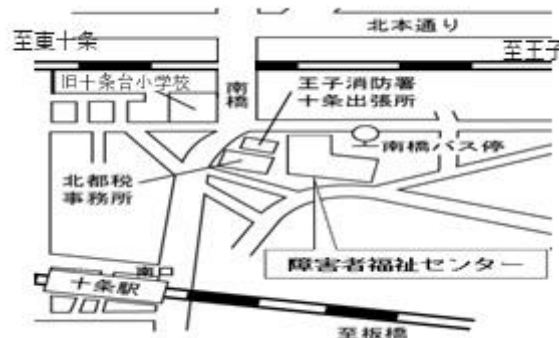 北本通り
至東十条
至王子
旧十条台小学校
南橋
王子消防署
十条出張所
南橋バス停
北都税
事務所
障害者福祉センター
南口
十条駅
至板橋